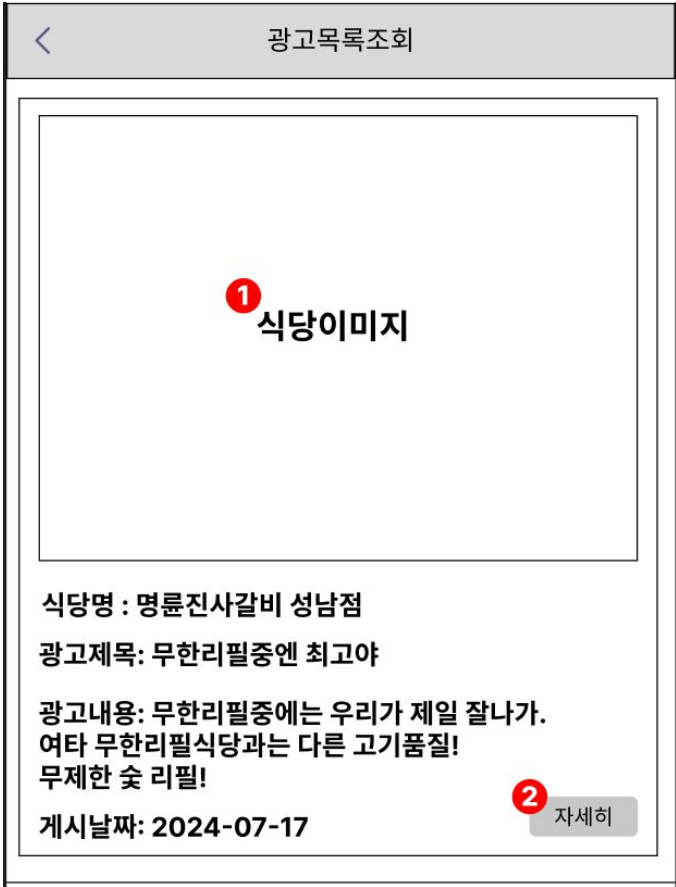 광고목록조회
1
식당이미지
식당명 : 명륜진사갈비 성남점
광고제목: 무한리필중엔 최고야
광고내용: 무한리필중에는 우리가 제일 잘나가.
여타 무한리필식당과는 다른 고기품질!
무제한 숯 리필!
2
자세히
게시날짜: 2024-07-17